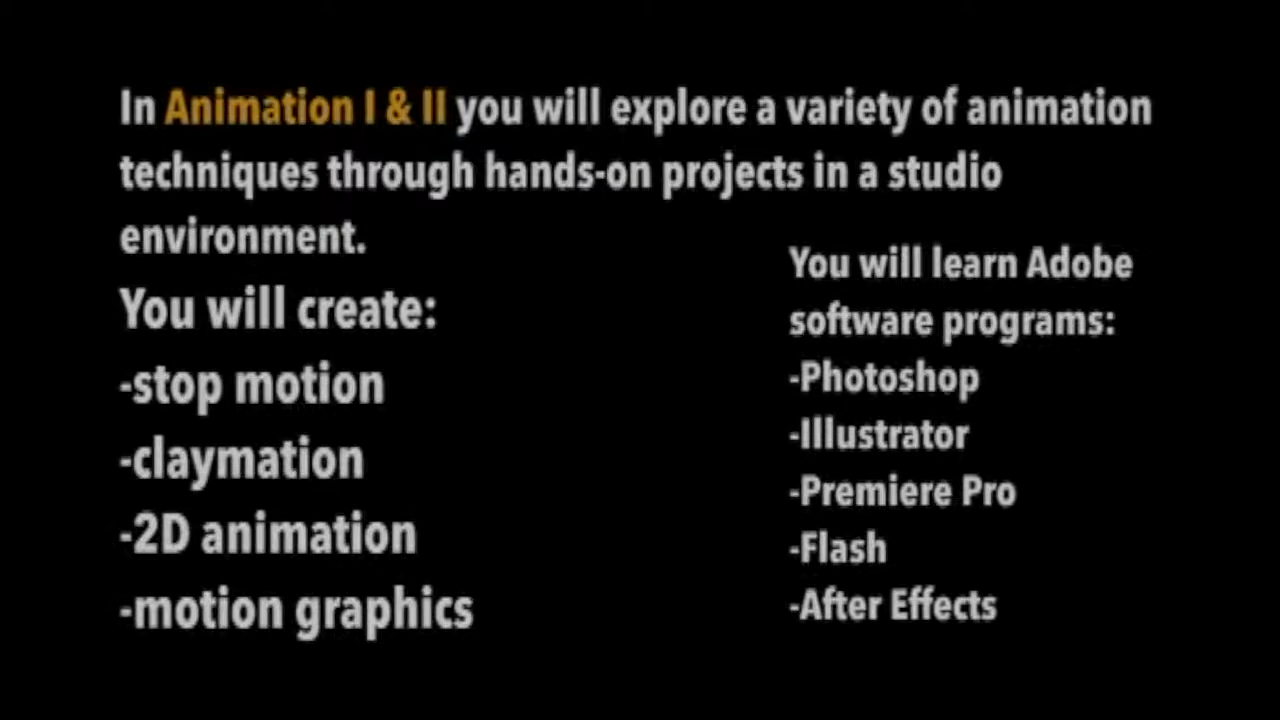 In Animation I & II you will explore a variety of animation
techniques through hands-on projects in a studio
environment.
You will create:
-stop motion
-claymation
-2D animation
-motion graphics
You will learn Adobe
software programs:
-Photoshop
-Illustrator
-Premiere Pro
-Flash
-After Effects